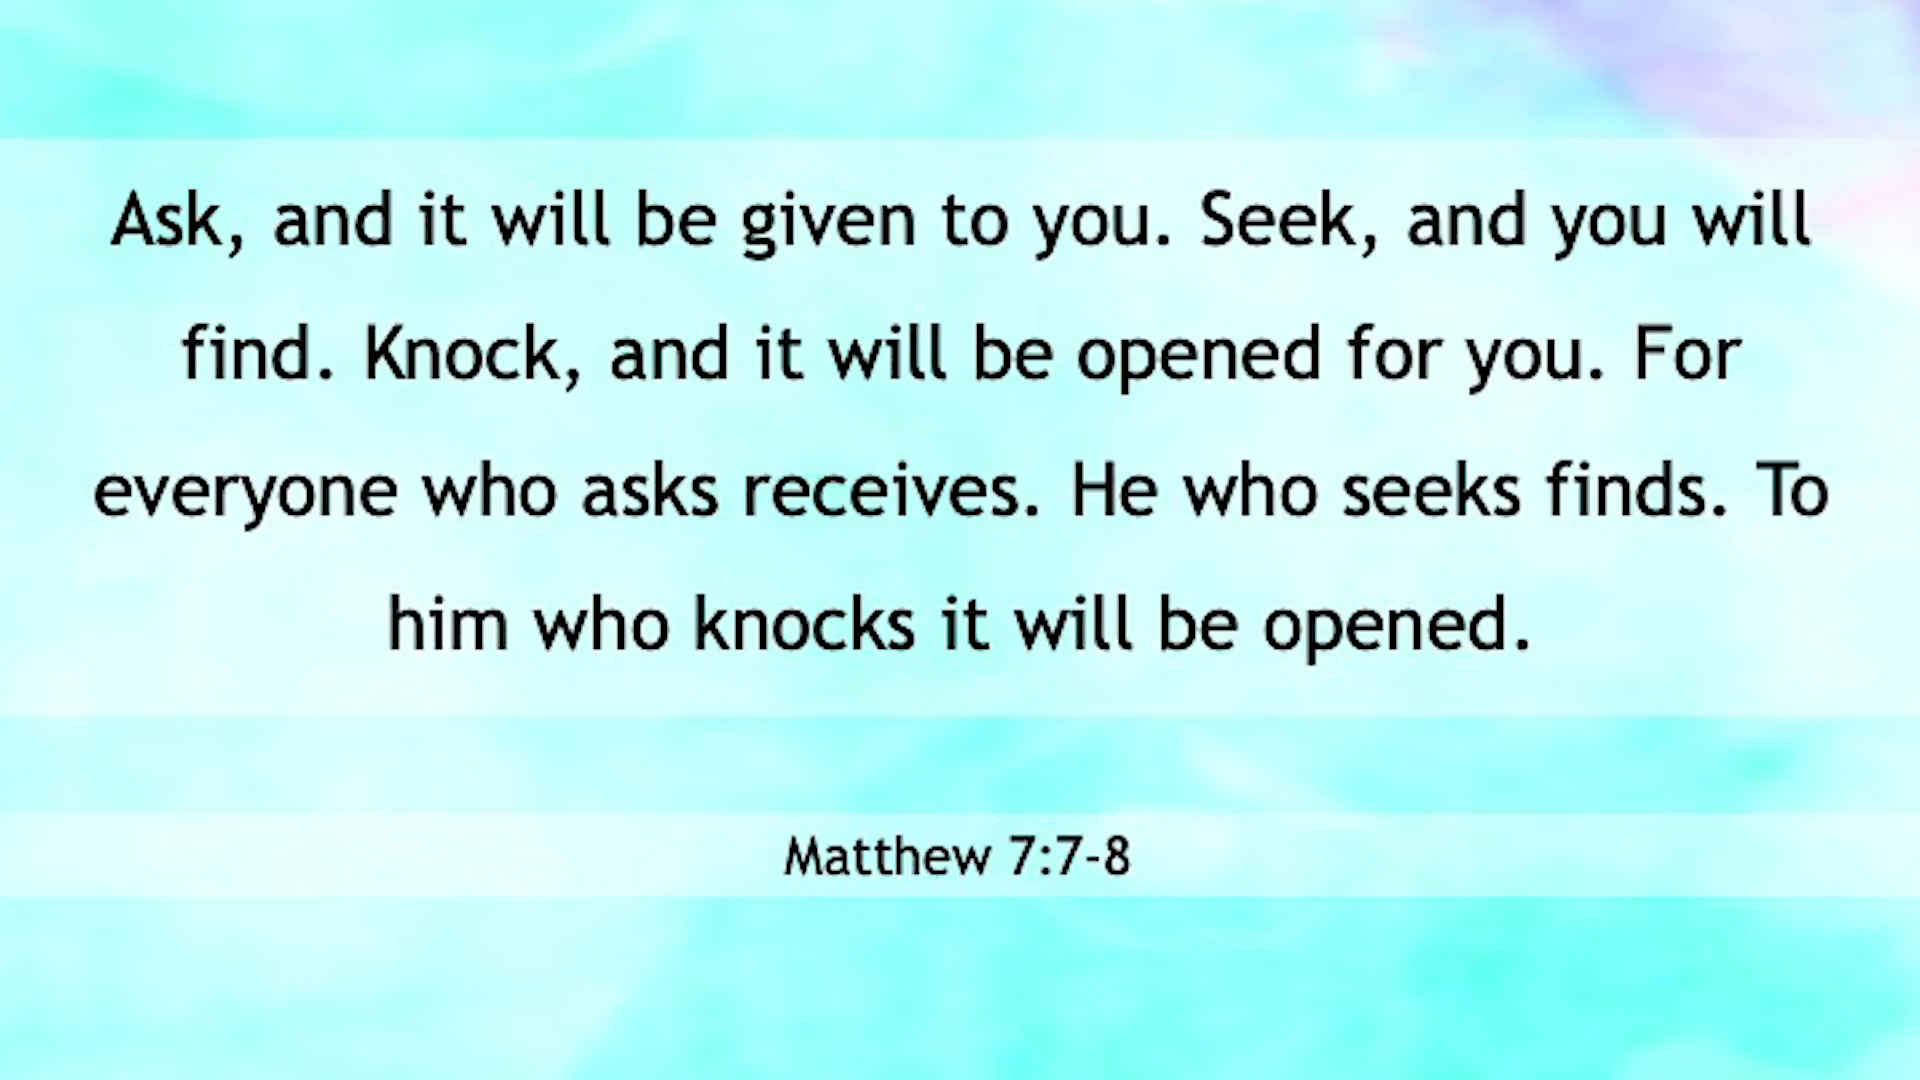 Ask, and it will be given to you. Seek, and you will
find. Knock, and it will be opened for you. For
everyone who asks receives. He who seeks finds. To
him who knocks it will be opened.
Matthew 7:7-8